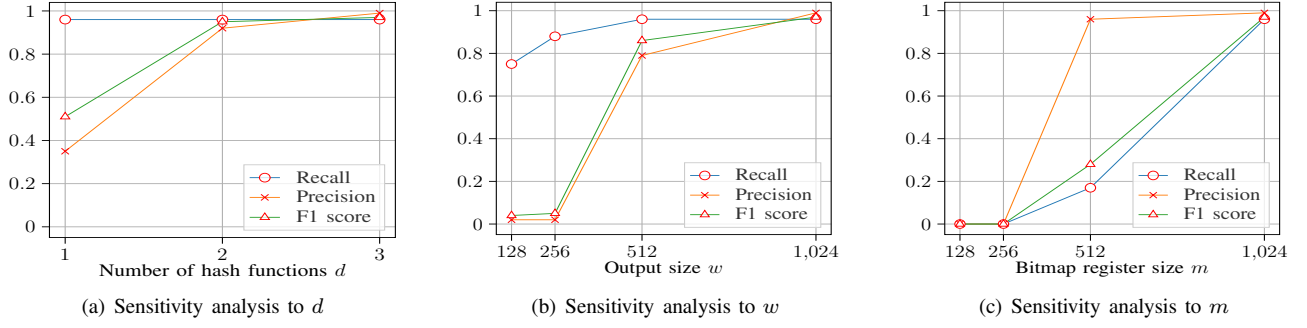 1
0.8
0.6
0.4
0.2
0
Recall
Precision
F1 score
1
2
3
Number of hash functions d
(a) Sensitivity analysis to d
1
0.8
0.6
0.4
0.2
0
Recall
Precision
F1 score
128
256
512
1,024
Output size w
(b) Sensitivity analysis to w
1
0.8
0.6
0.4
0.2
0
Recall
Precision
F1 score
128
256
512
1,024
Bitmap register size m
(c) Sensitivity analysis to m